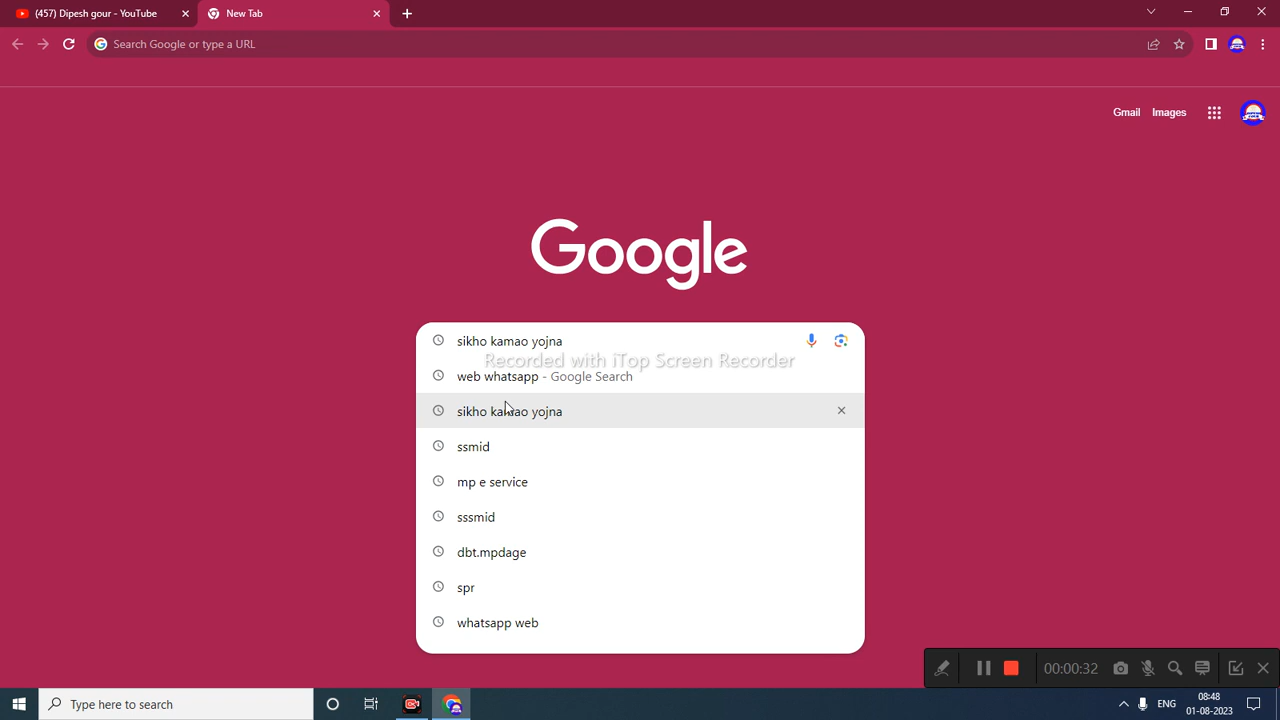 (457) Dipesh gour - YouTube
New Tab
Search Google or type a URL
Gmail Images
Google
sikho kamao yojna
Recorded with iTop Screen Recorder
web whatsapp - Google Search
sikho kamao yojna
ssmid
mp e service
sssmid
dbt.mpdage
spr
whatsapp web
00:00:32
Type here to search
ENG
08:48
01-08-2023